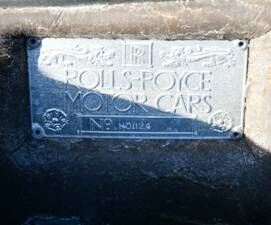 RR
ROLLS-ROYCE
MOTOR CARS
No H01124